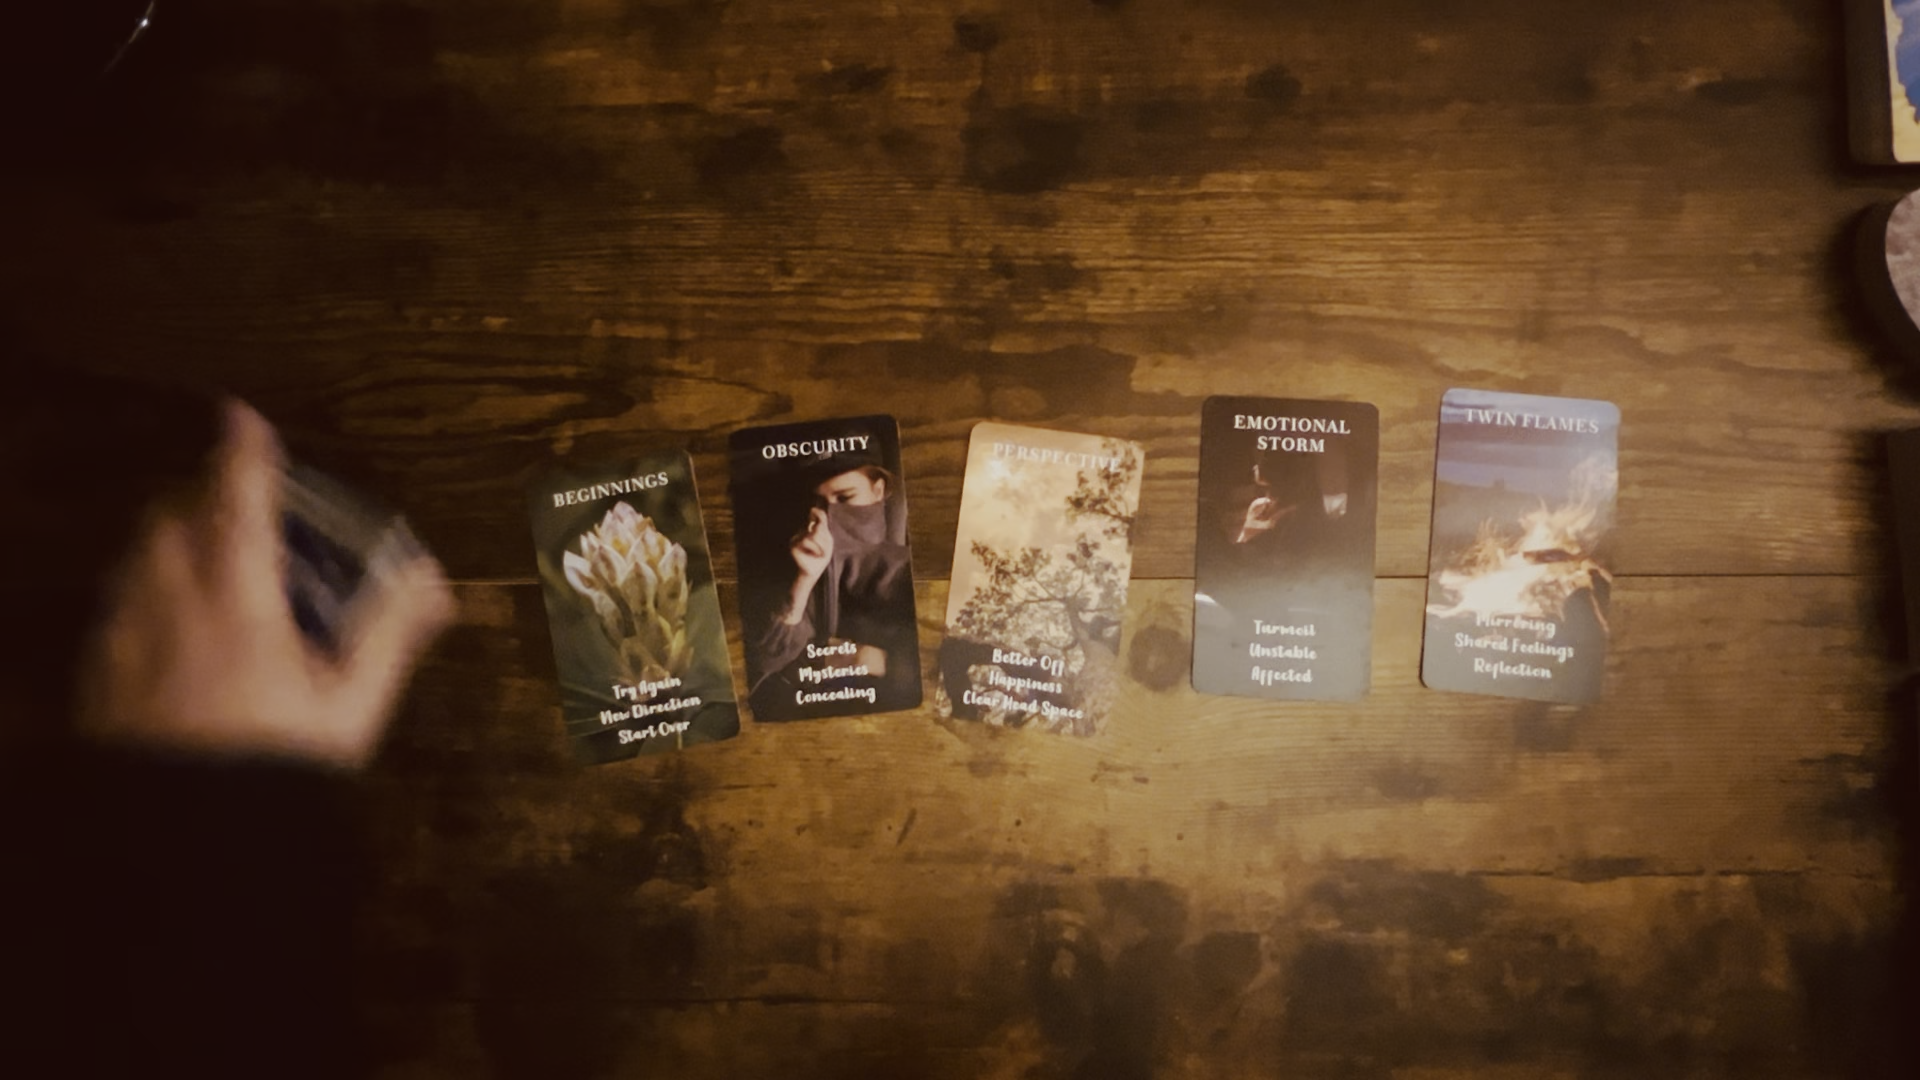 BEGINNINGS
Try Again
New Direction
Start Over
OBSCURITY
Secrets
Mysteries
Concealing
PERSPECTIVE
Better Off
Happiness
Clear Head Space
EMOTIONAL
STORM
Turmoil
Unstable
Affected
TWIN FLAMES
Mirroring
Shared Feelings
Reflection